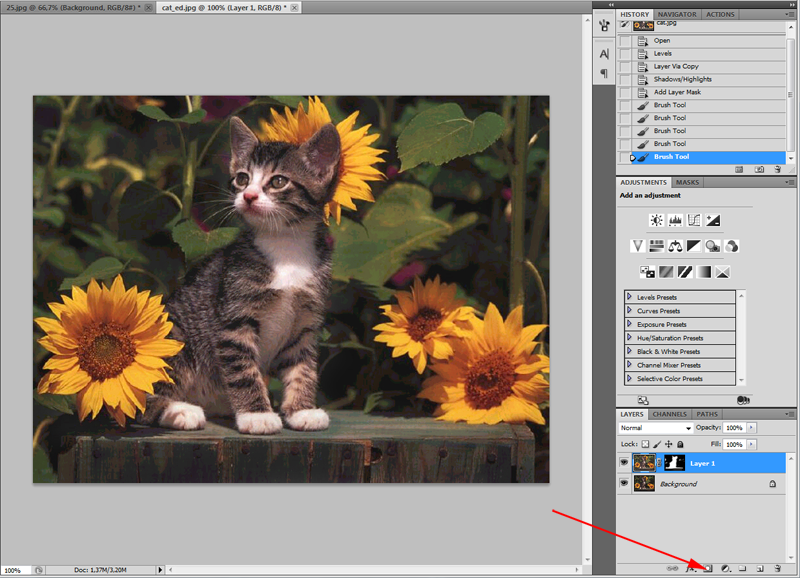 25.jpg @ 66,7% (Background, RGB/8#) * cat_ed.jpg @ 100% (Layer 1, RGB/8) *
HISTORY NAVIGATOR ACTIONS
cat.jpg
Open
Levels
Layer Via Copy
Shadows/Highlights
Add Layer Mask
Brush Tool
Brush Tool
Brush Tool
Brush Tool
Brush Tool
ADJUSTMENTS MASKS
Add an adjustment
Levels Presets
Curves Presets
Exposure Presets
Hue/Saturation Presets
Black & White Presets
Channel Mixer Presets
Selective Color Presets
LAYERS CHANNELS PATHS
Normal Opacity: 100%
Lock: Fill: 100%
Layer 1
Background
100% Doc: 1,37M/3,20M